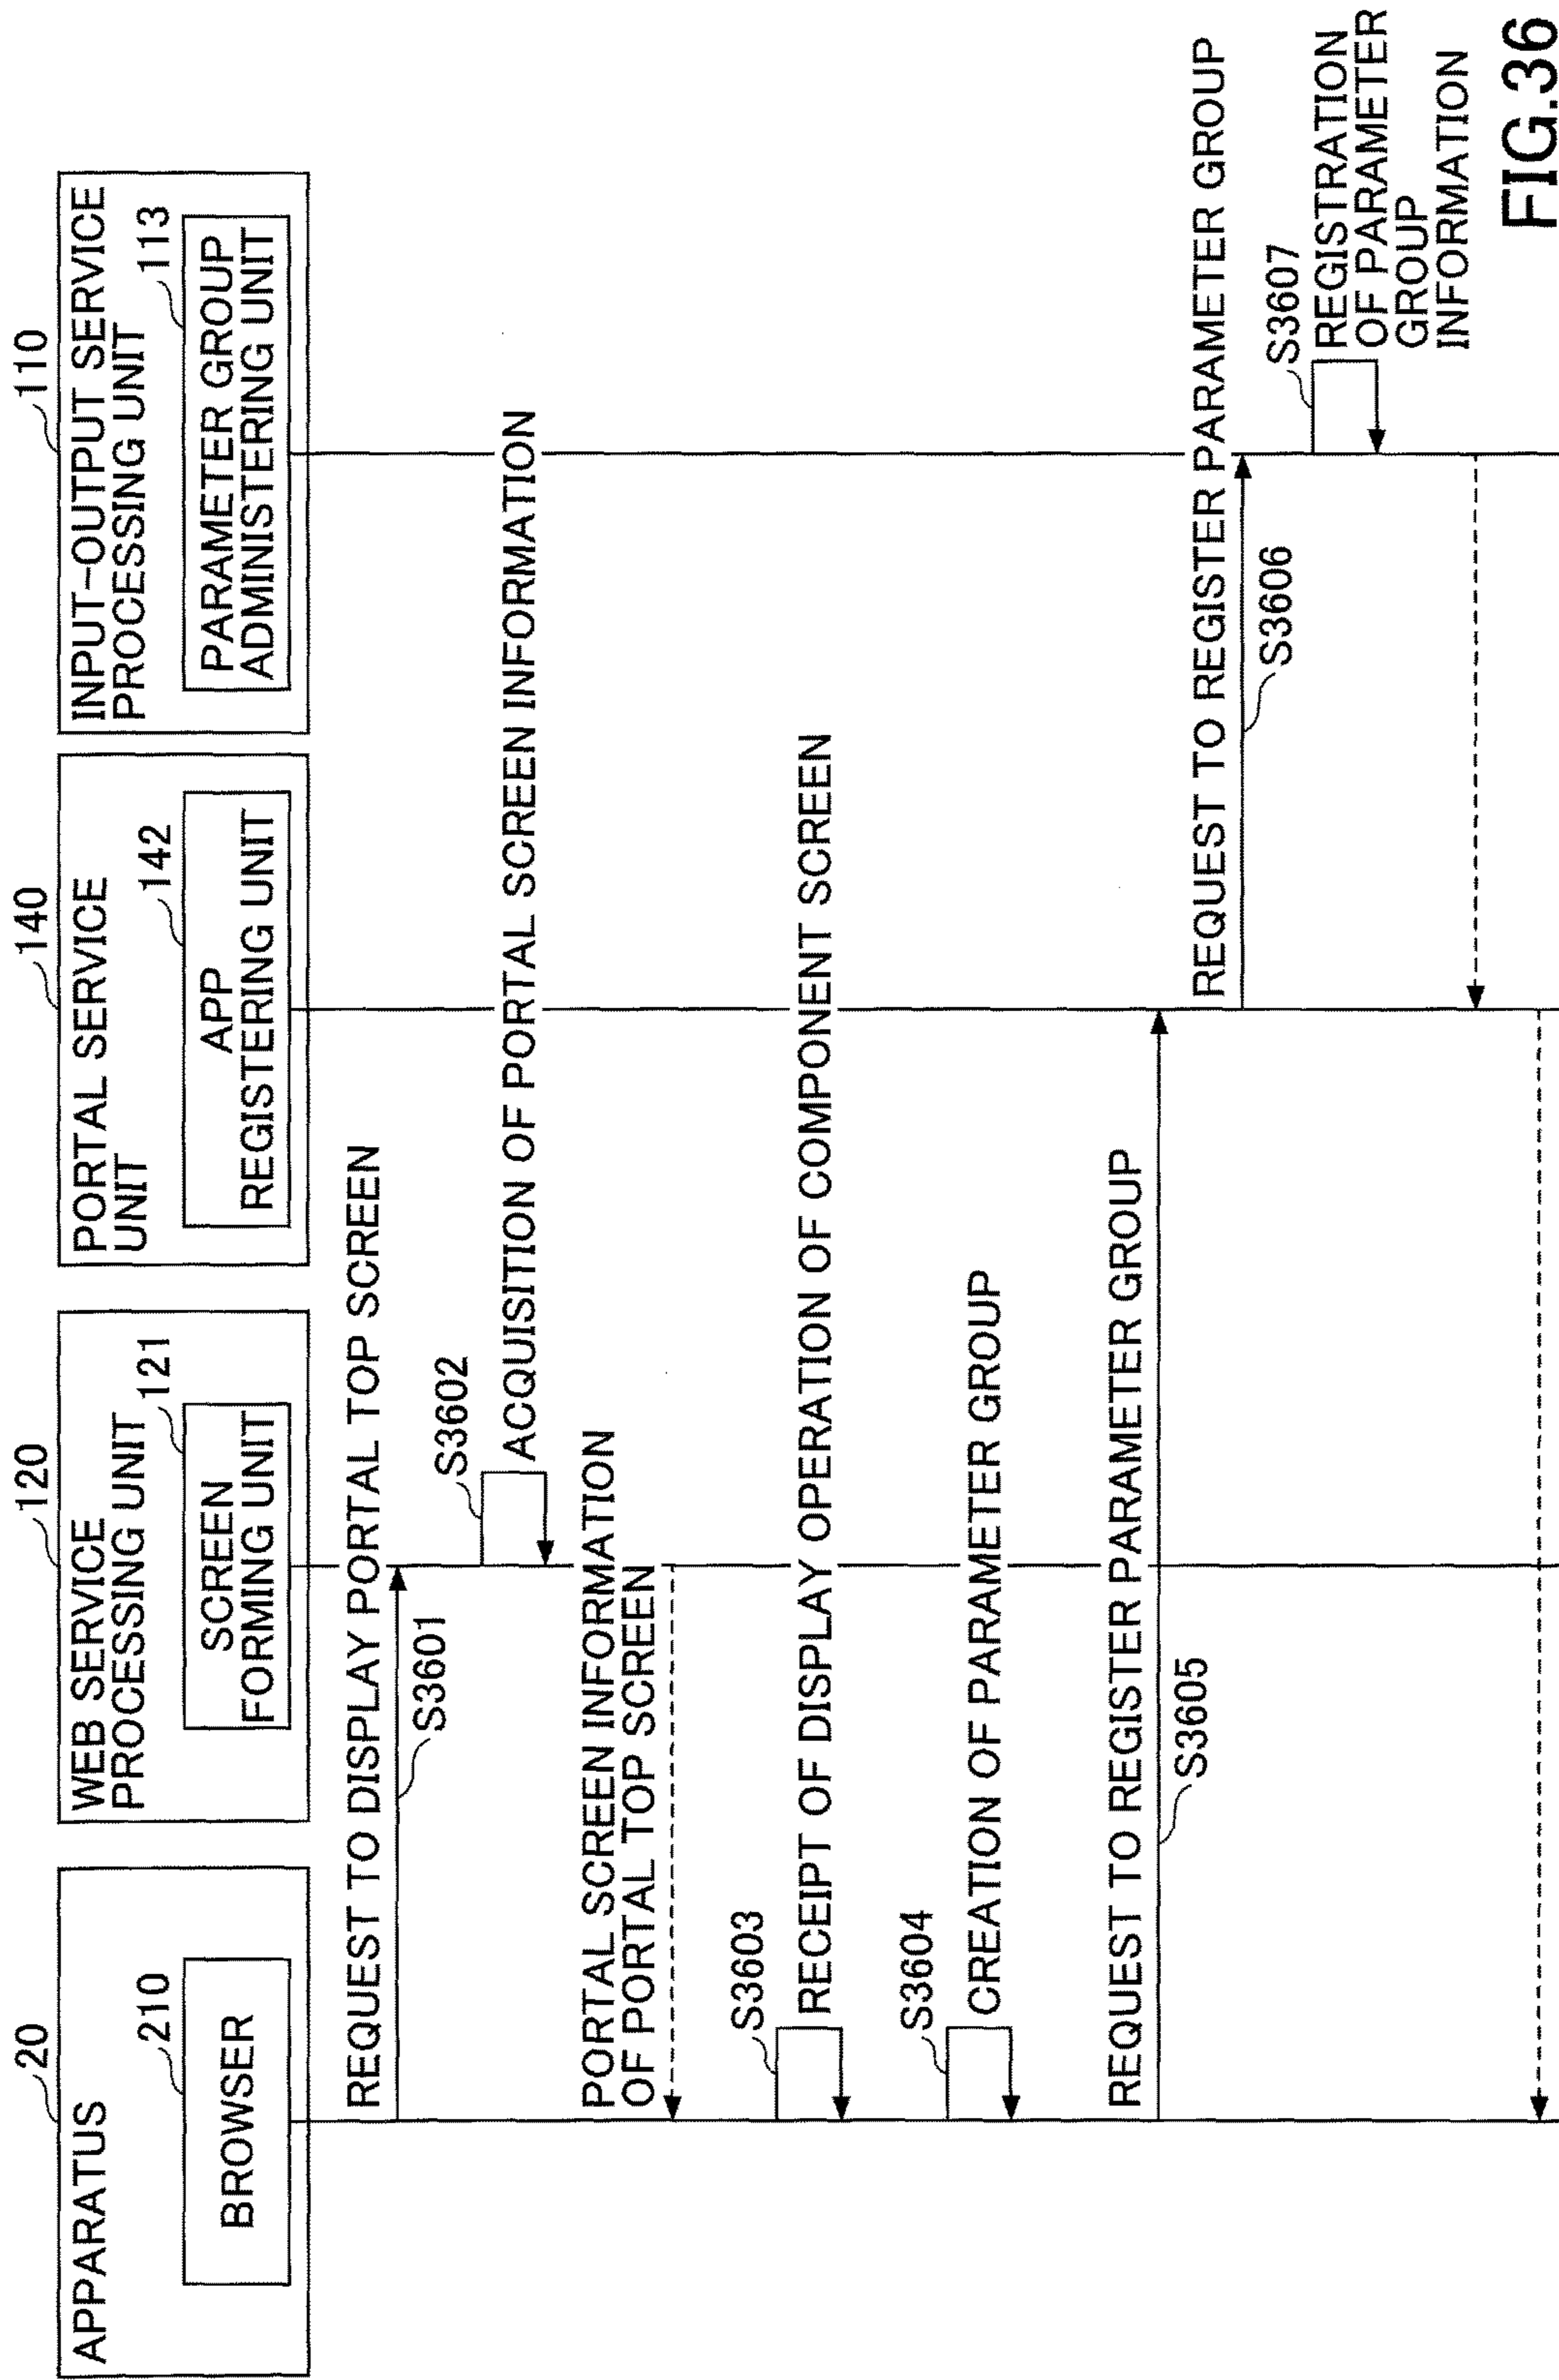 20
APPARATUS
210
BROWSER
120
WEB SERVICE
PROCESSING UNIT
121
SCREEN
FORMING UNIT
140
PORTAL SERVICE
UNIT
142
APP
REGISTERING UNIT
110
INPUT-OUTPUT SERVICE
PROCESSING UNIT
113
PARAMETER GROUP
ADMINISTERING UNIT
REQUEST TO DISPLAY PORTAL TOP SCREEN
S3601
S3602
ACQUISITION OF PORTAL SCREEN INFORMATION
PORTAL SCREEN INFORMATION
OF PORTAL TOP SCREEN
S3603
RECEIPT OF DISPLAY OPERATION OF COMPONENT SCREEN
S3604
CREATION OF PARAMETER GROUP
REQUEST TO REGISTER PARAMETER GROUP
S3605
REQUEST TO REGISTER PARAMETER GROUP
S3606
S3607
REGISTRATION
OF PARAMETER
GROUP
INFORMATION
FIG.36